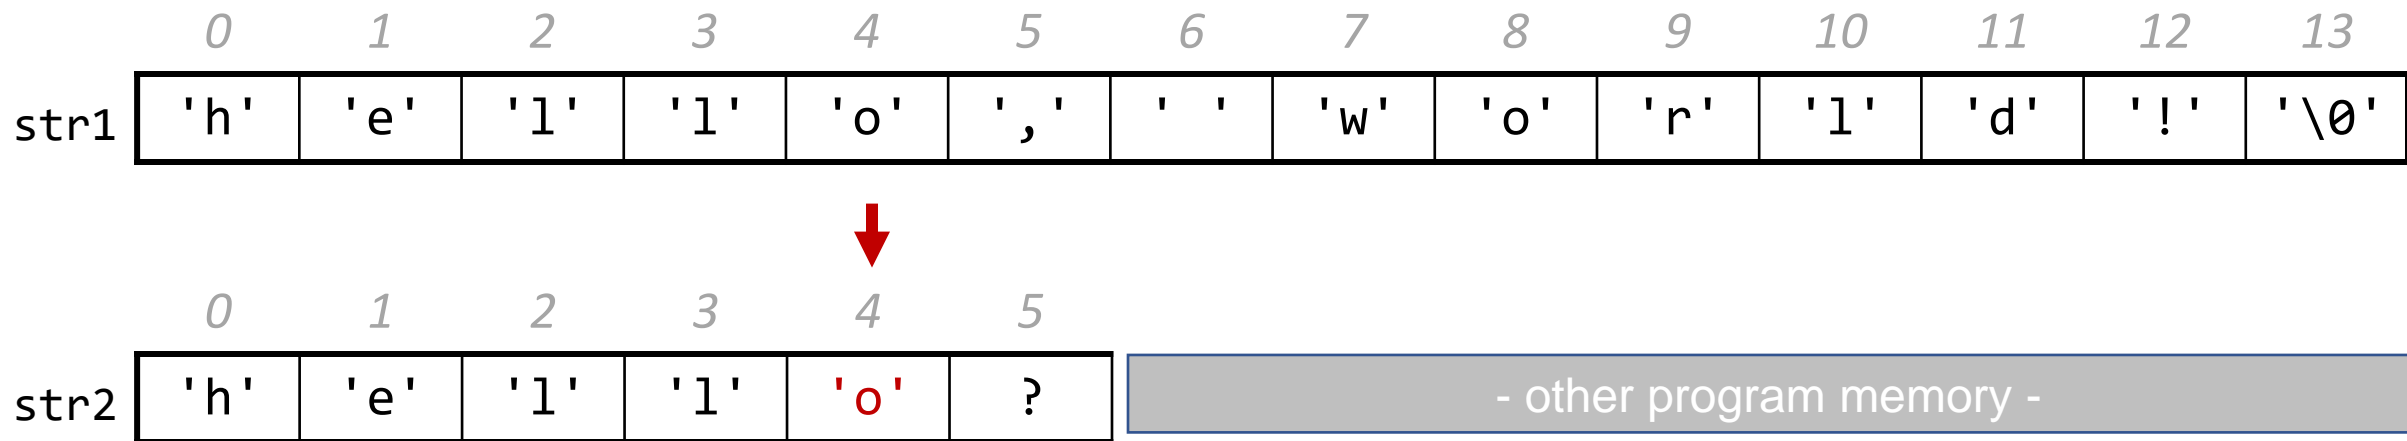 0 1 2 3 4 5 6 7 8 9 10 11 12 13
str1 'h' 'e' 'l' 'l' 'o' ',' ' ' 'w' 'o' 'r' 'l' 'd' '!' '\0'
0 1 2 3 4 5
str2 'h' 'e' 'l' 'l' 'o' ? - other program memory -